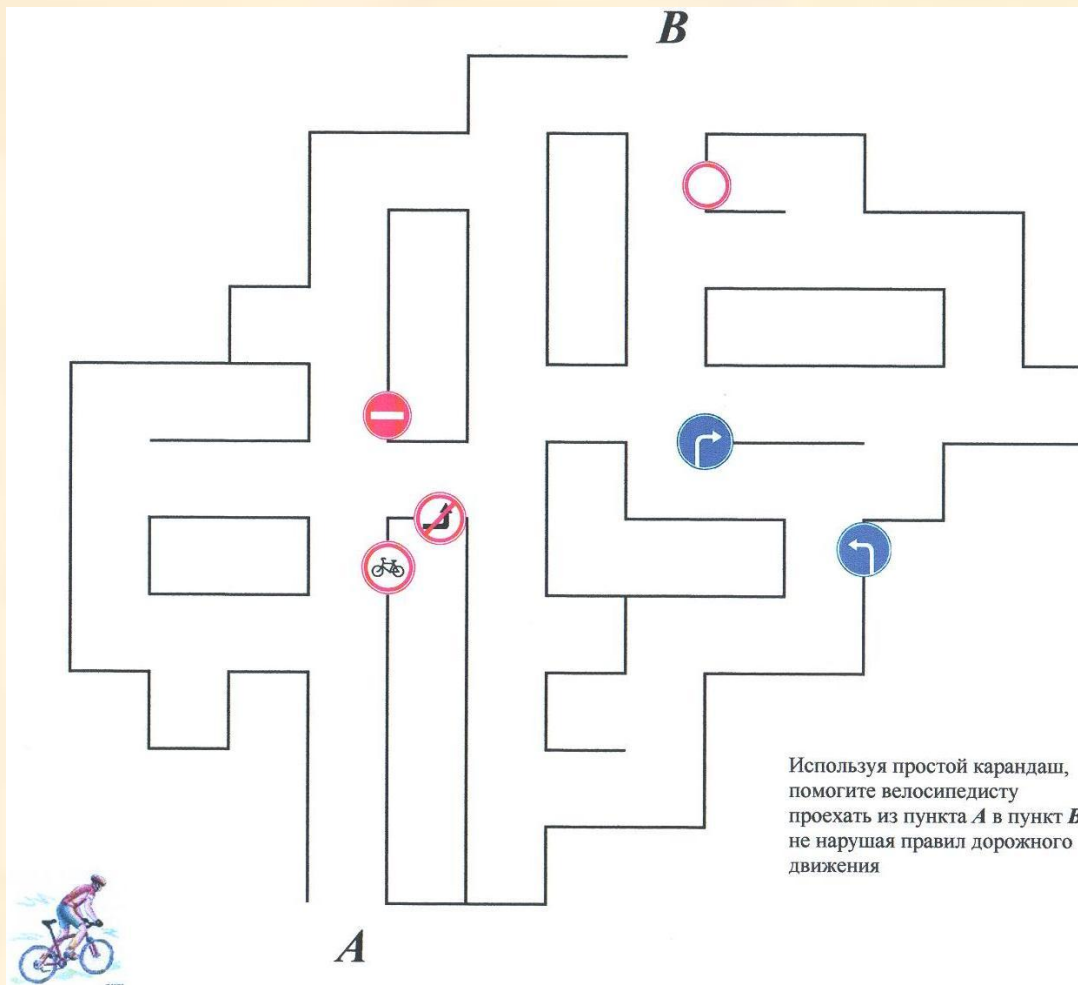 B
Используя простой карандаш,
помогите велосипедисту
проехать из пункта A в пункт B
не нарушая правил дорожного
движения
A